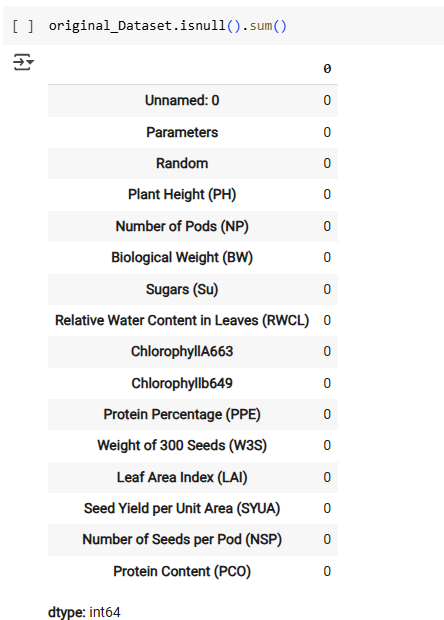 [ ] original_Dataset.isnull().sum()
0
Unnamed: 0 0
Parameters 0
Random 0
Plant Height (PH) 0
Number of Pods (NP) 0
Biological Weight (BW) 0
Sugars (Su) 0
Relative Water Content in Leaves (RWCL) 0
ChlorophyllA663 0
Chlorophyllb649 0
Protein Percentage (PPE) 0
Weight of 300 Seeds (W3S) 0
Leaf Area Index (LAI) 0
Seed Yield per Unit Area (SYUA) 0
Number of Seeds per Pod (NSP) 0
Protein Content (PCO) 0
dtype: int64